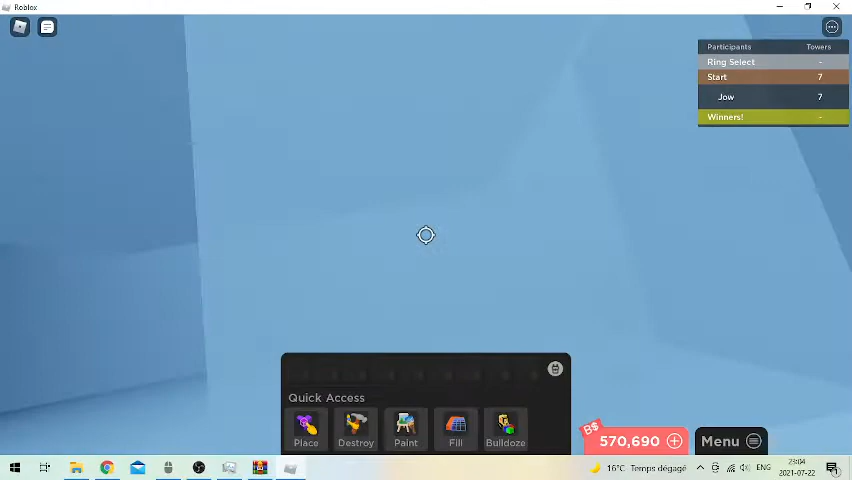 Roblox
Participants Towers
Ring Select -
Start 7
Jow 7
Winners! -
Quick Access
Place Destroy Paint Fill Bulldoze
B$ 570,690
Menu
16°C Temps dégagé
ENG
23:04
2021-07-22
1